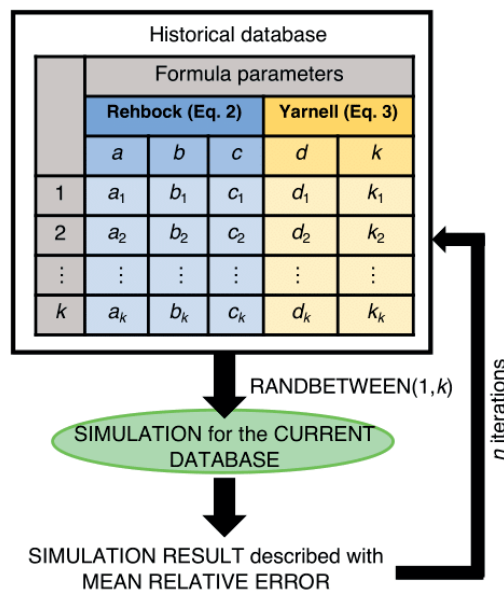 Historical database
Formula parameters
Rehbock (Eq. 2) Yarnell (Eq. 3)
a b c d k
1 a₁ b₁ c₁ d₁ k₁
2 a₂ b₂ c₂ d₂ k₂
⋮ ⋮ ⋮ ⋮ ⋮ ⋮
k aₖ bₖ cₖ dₖ kₖ
RANDBETWEEN(1,k)
SIMULATION for the CURRENT
DATABASE
n iterations
SIMULATION RESULT described with
MEAN RELATIVE ERROR